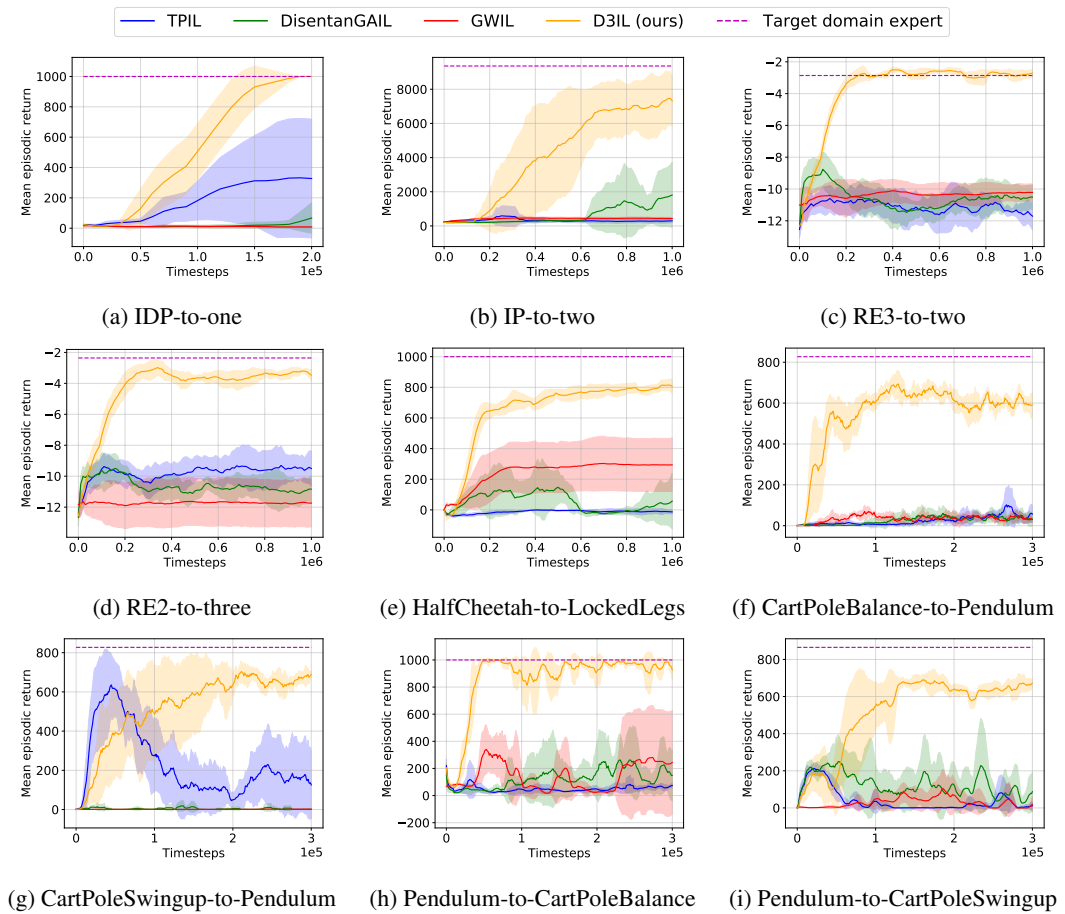 TPIL DisentanGAIL GWIL D3IL (ours) Target domain expert
Mean episodic return
1000
800
600
400
200
0
0.0 0.5 1.0 1.5 2.0
Timesteps 1e5
(a) IDP-to-one
Mean episodic return
8000
6000
4000
2000
0
0.0 0.2 0.4 0.6 0.8 1.0
Timesteps 1e6
(b) IP-to-two
Mean episodic return
−2
−4
−6
−8
−10
−12
0.0 0.2 0.4 0.6 0.8 1.0
Timesteps 1e6
(c) RE3-to-two
Mean episodic return
−2
−4
−6
−8
−10
−12
0.0 0.2 0.4 0.6 0.8 1.0
Timesteps 1e6
(d) RE2-to-three
Mean episodic return
1000
800
600
400
200
0
0.0 0.2 0.4 0.6 0.8 1.0
Timesteps 1e6
(e) HalfCheetah-to-LockedLegs
Mean episodic return
800
600
400
200
0
0 1 2 3
Timesteps 1e5
(f) CartPoleBalance-to-Pendulum
Mean episodic return
800
600
400
200
0
0 1 2 3
Timesteps 1e5
(g) CartPoleSwingup-to-Pendulum
Mean episodic return
1000
800
600
400
200
0
−200
0 1 2 3
Timesteps 1e5
(h) Pendulum-to-CartPoleBalance
Mean episodic return
800
600
400
200
0
0 1 2 3
Timesteps 1e5
(i) Pendulum-to-CartPoleSwingup